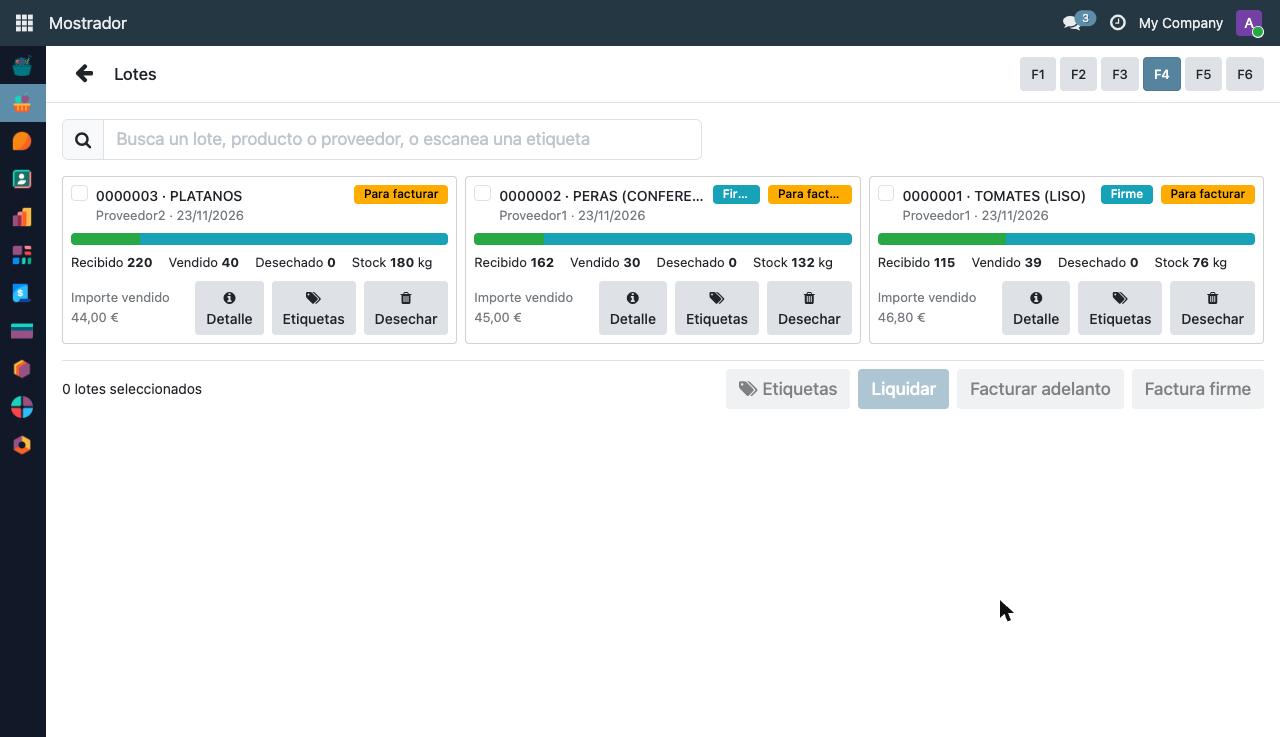 Mostrador
3
My Company
A
Lotes
F1
F2
F3
F4
F5
F6
Busca un lote, producto o proveedor, o escanea una etiqueta
0000003 · PLATANOS
Para facturar
Proveedor2 · 23/11/2026
Recibido 220 Vendido 40 Desechado 0 Stock 180 kg
Importe vendido
44,00 €
Detalle
Etiquetas
Desechar
0000002 · PERAS (CONFERE...
Fir...
Para fact...
Proveedor1 · 23/11/2026
Recibido 162 Vendido 30 Desechado 0 Stock 132 kg
Importe vendido
45,00 €
Detalle
Etiquetas
Desechar
0000001 · TOMATES (LISO)
Firme
Para facturar
Proveedor1 · 23/11/2026
Recibido 115 Vendido 39 Desechado 0 Stock 76 kg
Importe vendido
46,80 €
Detalle
Etiquetas
Desechar
0 lotes seleccionados
Etiquetas
Liquidar
Facturar adelanto
Factura firme